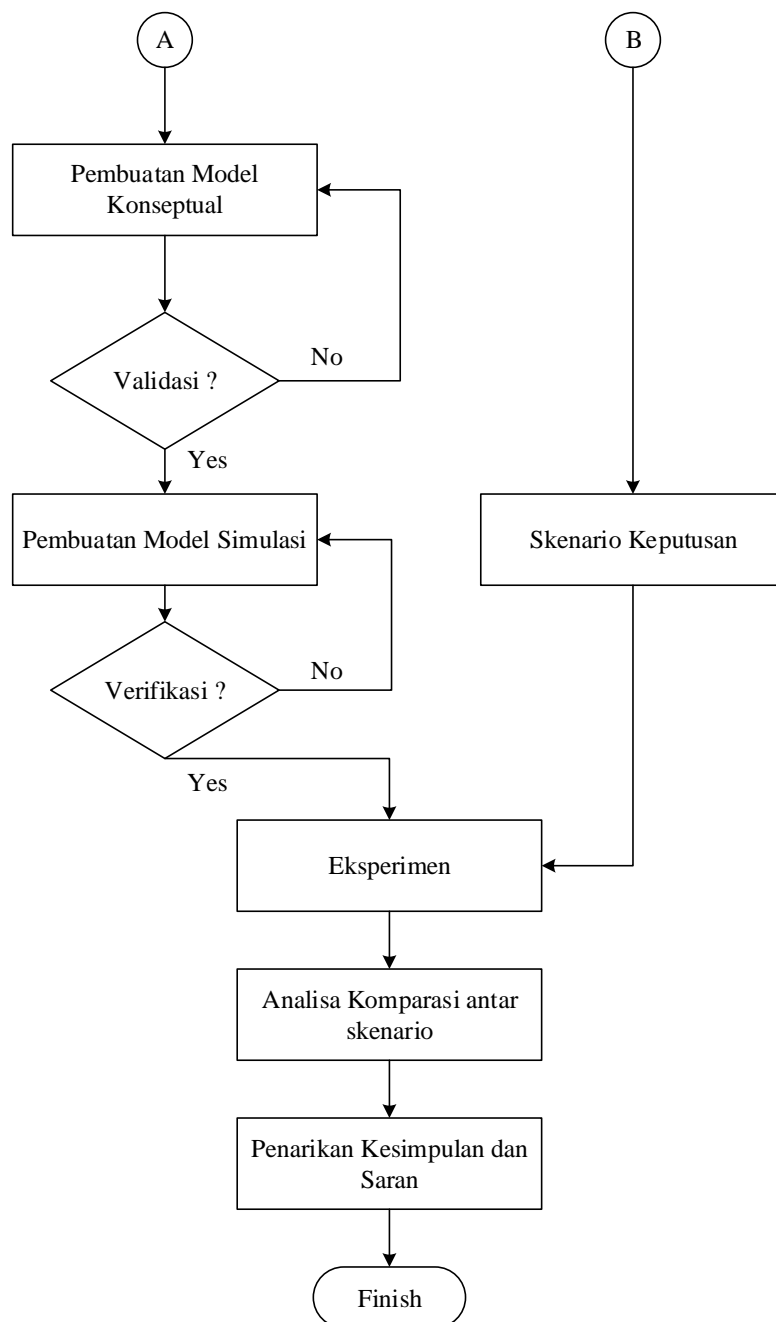 A
B
Pembuatan Model
Konseptual
No
Validasi ?
Yes
Pembuatan Model Simulasi
Skenario Keputusan
No
Verifikasi ?
Yes
Eksperimen
Analisa Komparasi antar
skenario
Penarikan Kesimpulan dan
Saran
Finish